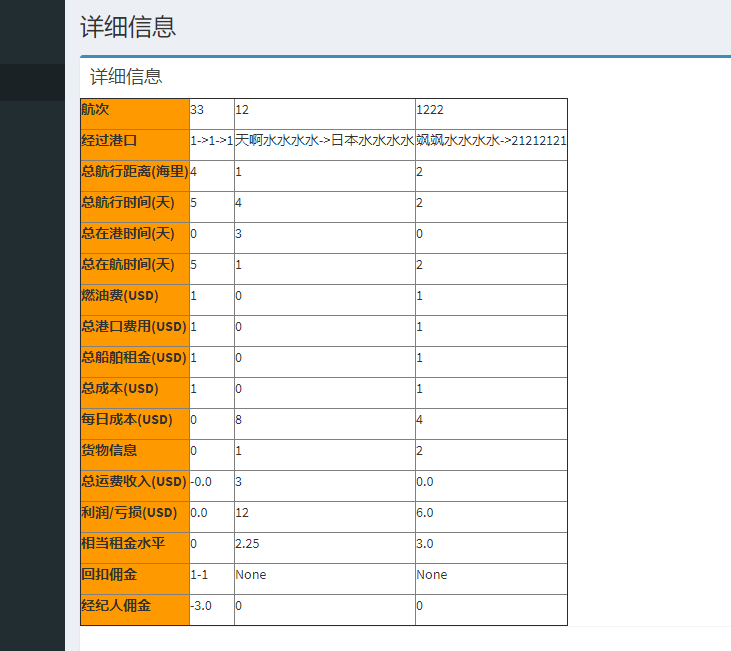 详细信息
详细信息
航次 33 12 1222
经过港口 1->1->1 天啊水水水水->日本水水水水 飒飒水水水水->21212121
总航行距离(海里) 4 1 2
总航行时间(天) 5 4 2
总在港时间(天) 0 3 0
总在航时间(天) 5 1 2
燃油费(USD) 1 0 1
总港口费用(USD) 1 0 1
总船舶租金(USD) 1 0 1
总成本(USD) 1 0 1
每日成本(USD) 0 8 4
货物信息 0 1 2
总运费收入(USD) -0.0 3 0.0
利润/亏损(USD) 0.0 12 6.0
相当租金水平 0 2.25 3.0
回扣佣金 1-1 None None
经纪人佣金 -3.0 0 0